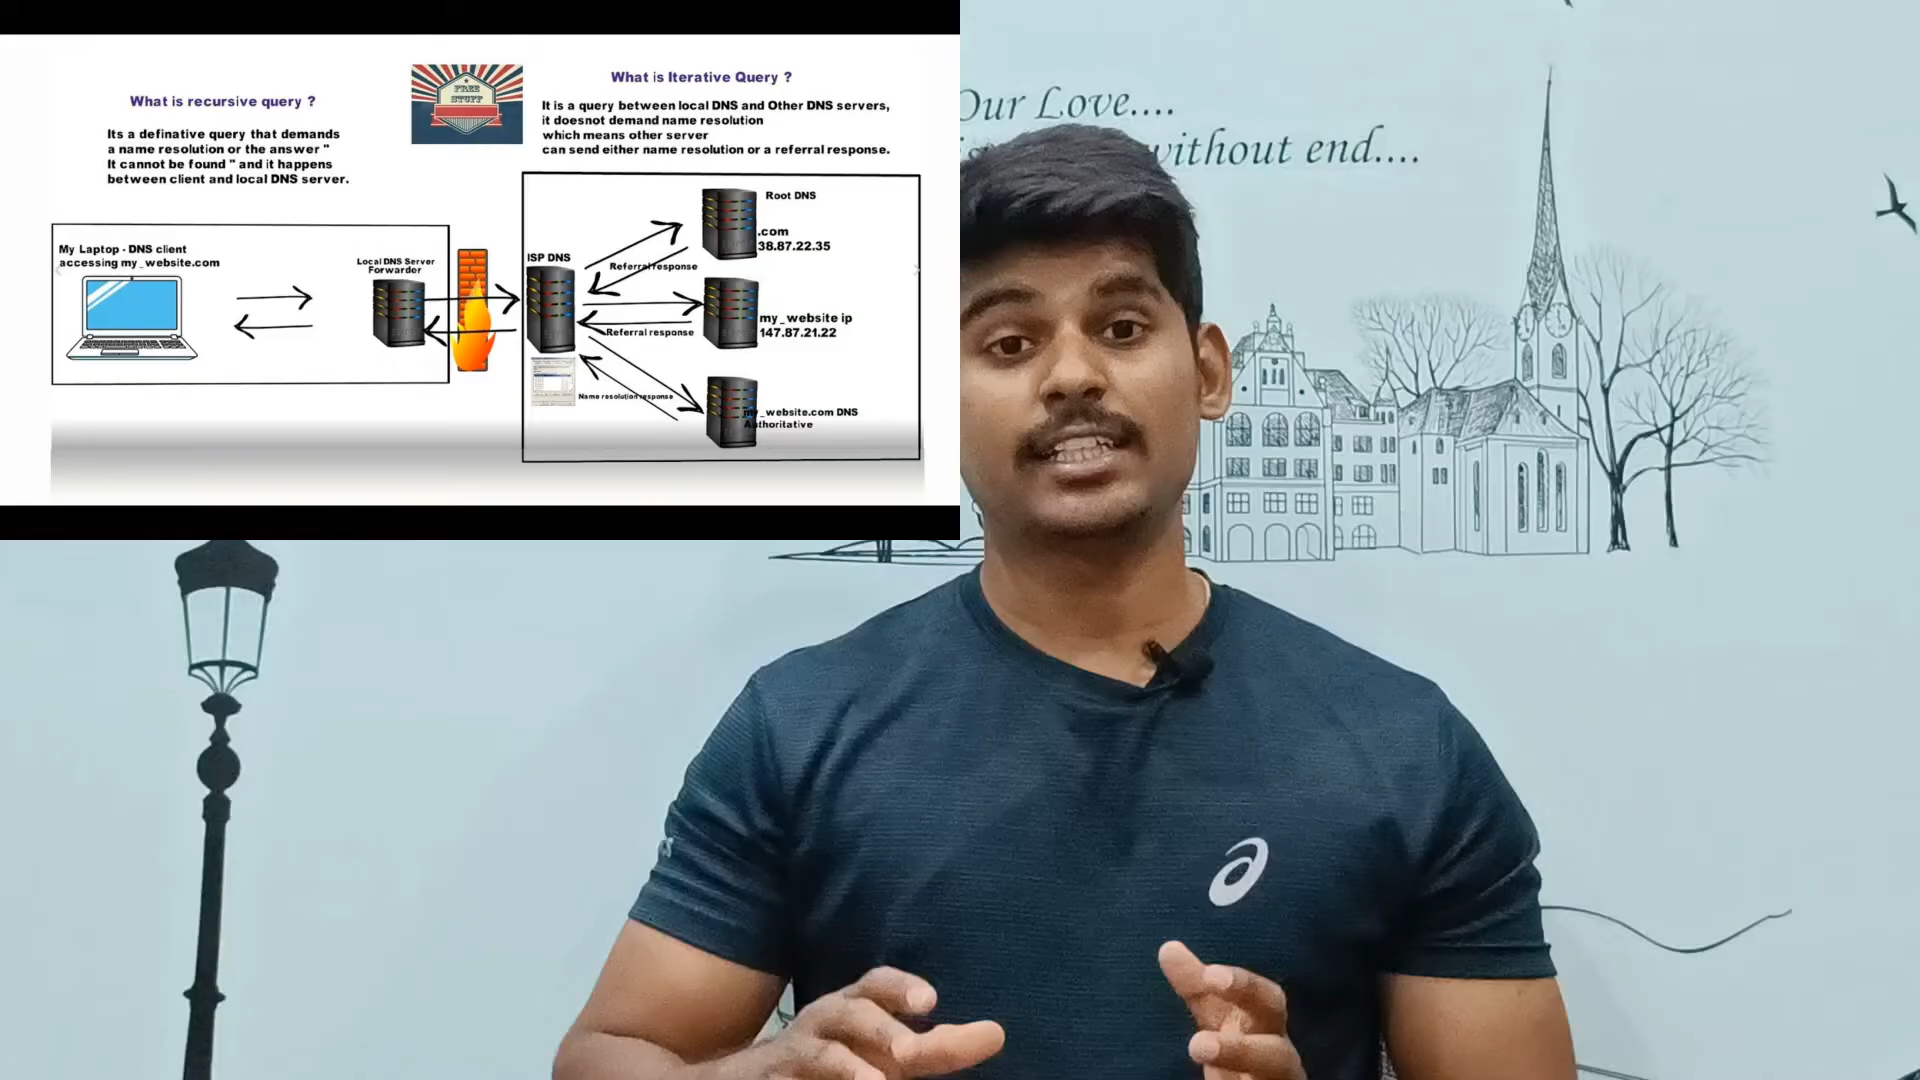 What is recursive query ?
Its a definative query that demands
a name resolution or the answer "
It cannot be found " and it happens
between client and local DNS server.
FREE
STUFF
What is Iterative Query ?
It is a query between local DNS and Other DNS servers,
it doesnot demand name resolution
which means other server
can send either name resolution or a referral response.
My Laptop - DNS client
accessing my_website.com
Local DNS Server
Forwarder
ISP DNS
Root DNS
.com
38.87.22.35
Referral response
my_website ip
147.87.21.22
Referral response
Name resolution response
my_website.com DNS
Authoritative
Our Love....
without end....